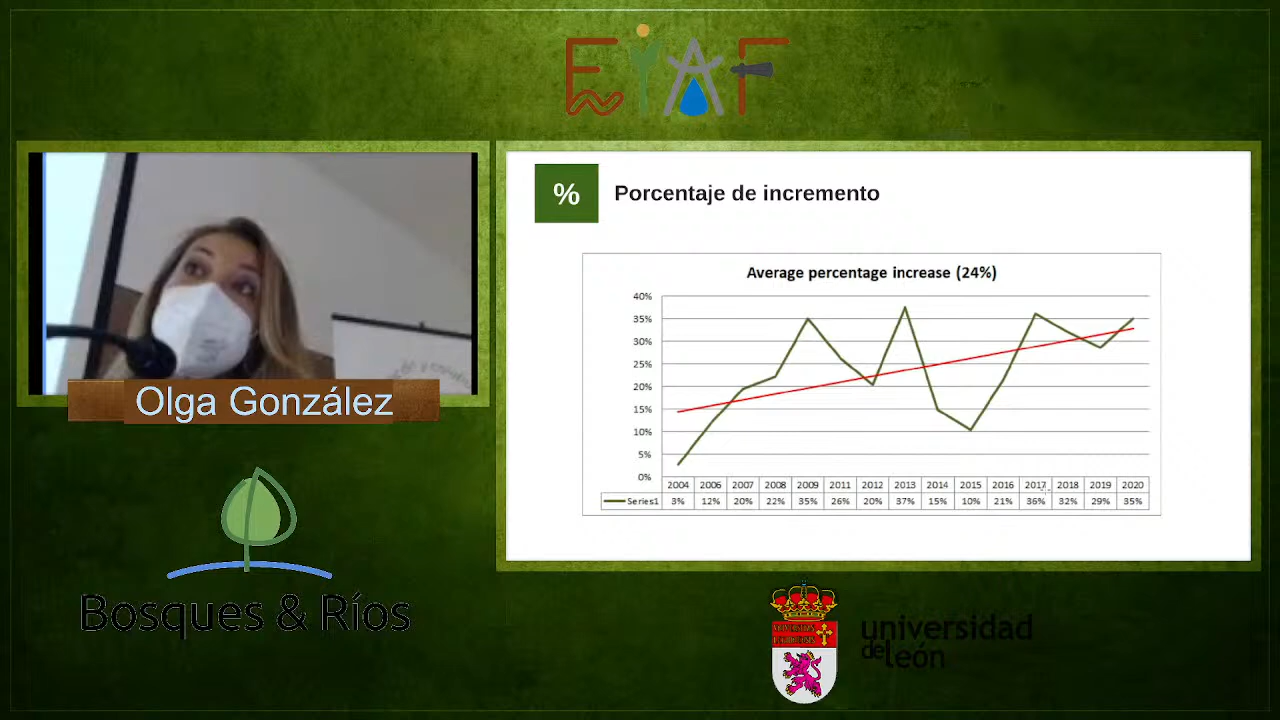 EIAF
%
Porcentaje de incremento
Average percentage increase (24%)
40%
35%
30%
25%
20%
15%
10%
5%
0%
2004 2006 2007 2008 2009 2011 2012 2013 2014 2015 2016 2017 2018 2019 2020
Series1 3% 12% 20% 22% 35% 26% 20% 37% 15% 10% 21% 36% 32% 29% 35%
Olga González
Bosques & Ríos
universidad
de león